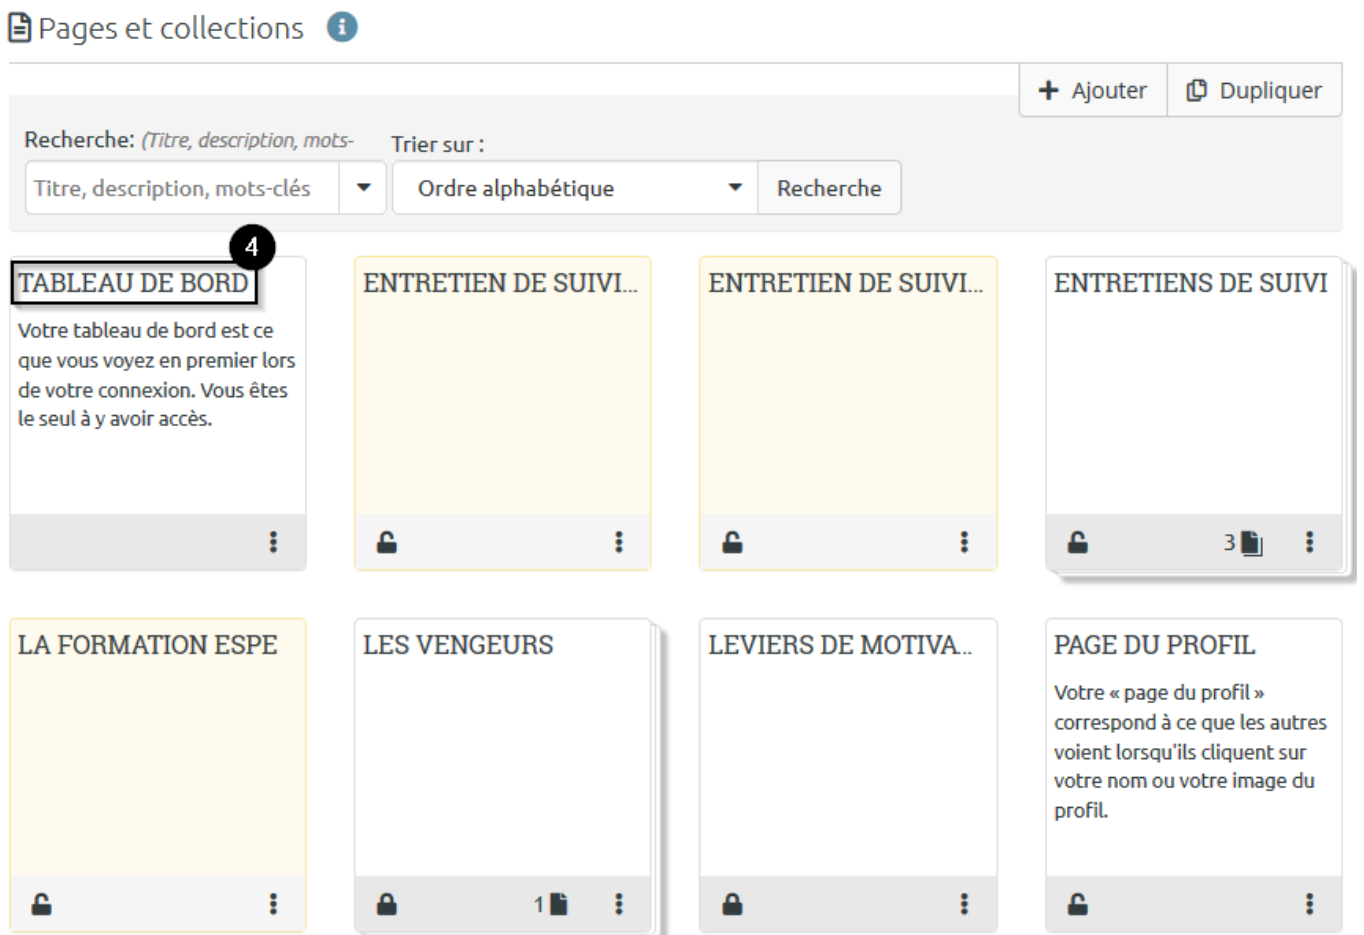 Pages et collections
Ajouter
Dupliquer
Recherche: (Titre, description, mots-
Trier sur :
Titre, description, mots-clés
Ordre alphabétique
Recherche
4
TABLEAU DE BORD
Votre tableau de bord est ce
que vous voyez en premier lors
de votre connexion. Vous êtes
le seul à y avoir accès.
ENTRETIEN DE SUIVI...
ENTRETIEN DE SUIVI...
ENTRETIENS DE SUIVI
3
LA FORMATION ESPE
LES VENGEURS
1
LEVIERS DE MOTIVA...
PAGE DU PROFIL
Votre « page du profil »
correspond à ce que les autres
voient lorsqu'ils cliquent sur
votre nom ou votre image du
profil.